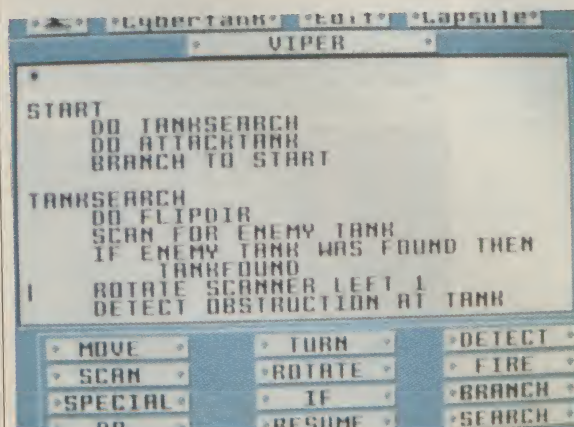 Cybertank Edit Capsule
VIPER
*
START
DO TANKSEARCH
DO ATTACKTANK
BRANCH TO START
TANKSEARCH
DO FLIPDIR
SCAN FOR ENEMY TANK
IF ENEMY TANK WAS FOUND THEN
TANKFOUND
ROTATE SCANNER LEFT 1
DETECT OBSTRUCTION AT TANK
MOVE TURN DETECT
SCAN ROTATE FIRE
SPECIAL IF BRANCH
DO RESUME SEARCH